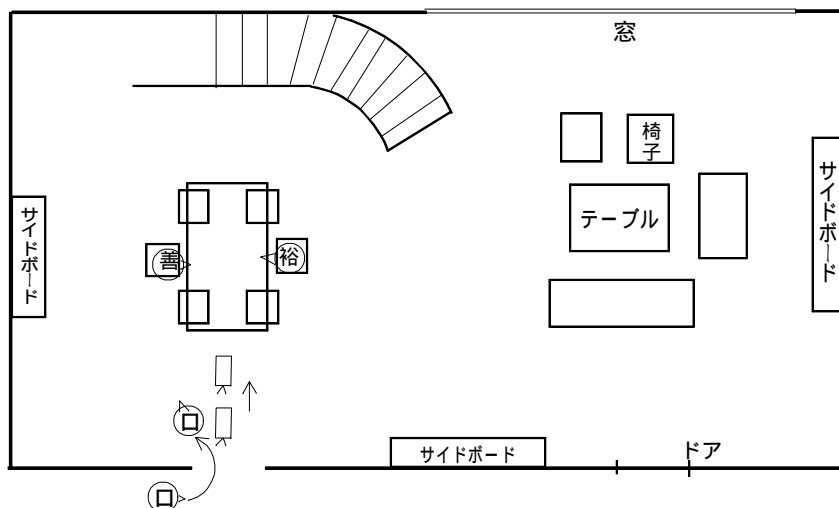 窓
椅子
テーブル
サイドボード
サイドボード
善
裕
ロ
サイドボード
ドア
ロ